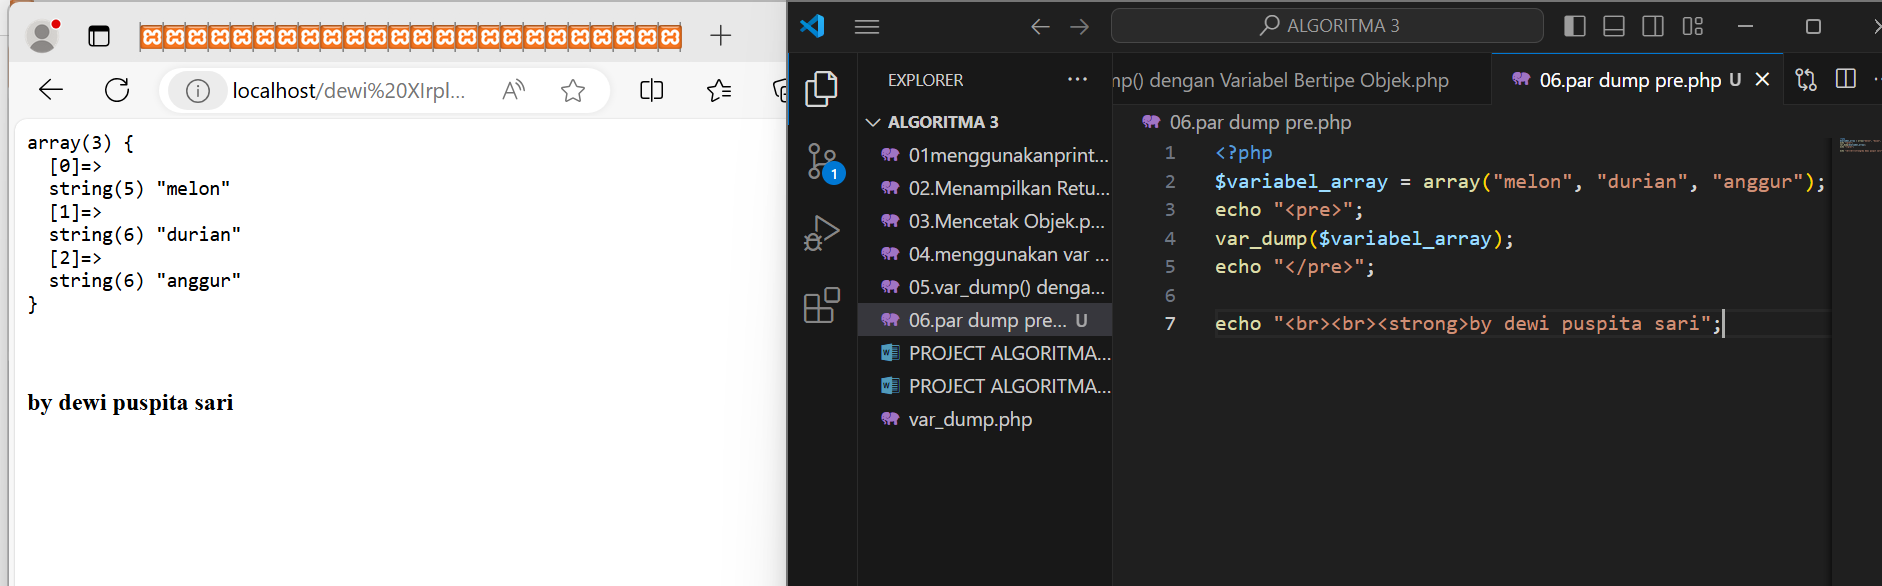 localhost/dewi%20XIrpl...
array(3) {
[0]=>
string(5) "melon"
[1]=>
string(6) "durian"
[2]=>
string(6) "anggur"
}
by dewi puspita sari
ALGORITMA 3
EXPLORER
ALGORITMA 3
01menggunakanprint...
02.Menampilkan Retu...
03.Mencetak Objek.p...
04.menggunakan var ...
05.var_dump() denga...
06.par dump pre... U
PROJECT ALGORITMA...
PROJECT ALGORITMA...
var_dump.php
1
mp() dengan Variabel Bertipe Objek.php
06.par dump pre.php U
06.par dump pre.php
1 <?php
2 $variabel_array = array("melon", "durian", "anggur");
3 echo "<pre>";
4 var_dump($variabel_array);
5 echo "</pre>";
6
7 echo "<br><br><strong>by dewi puspita sari";